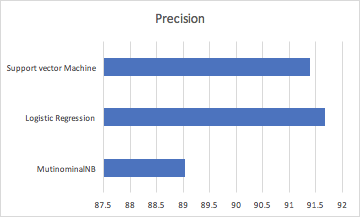 Precision
Support vector Machine
Logistic Regression
MutinominalNB
87.5 88 88.5 89 89.5 90 90.5 91 91.5 92